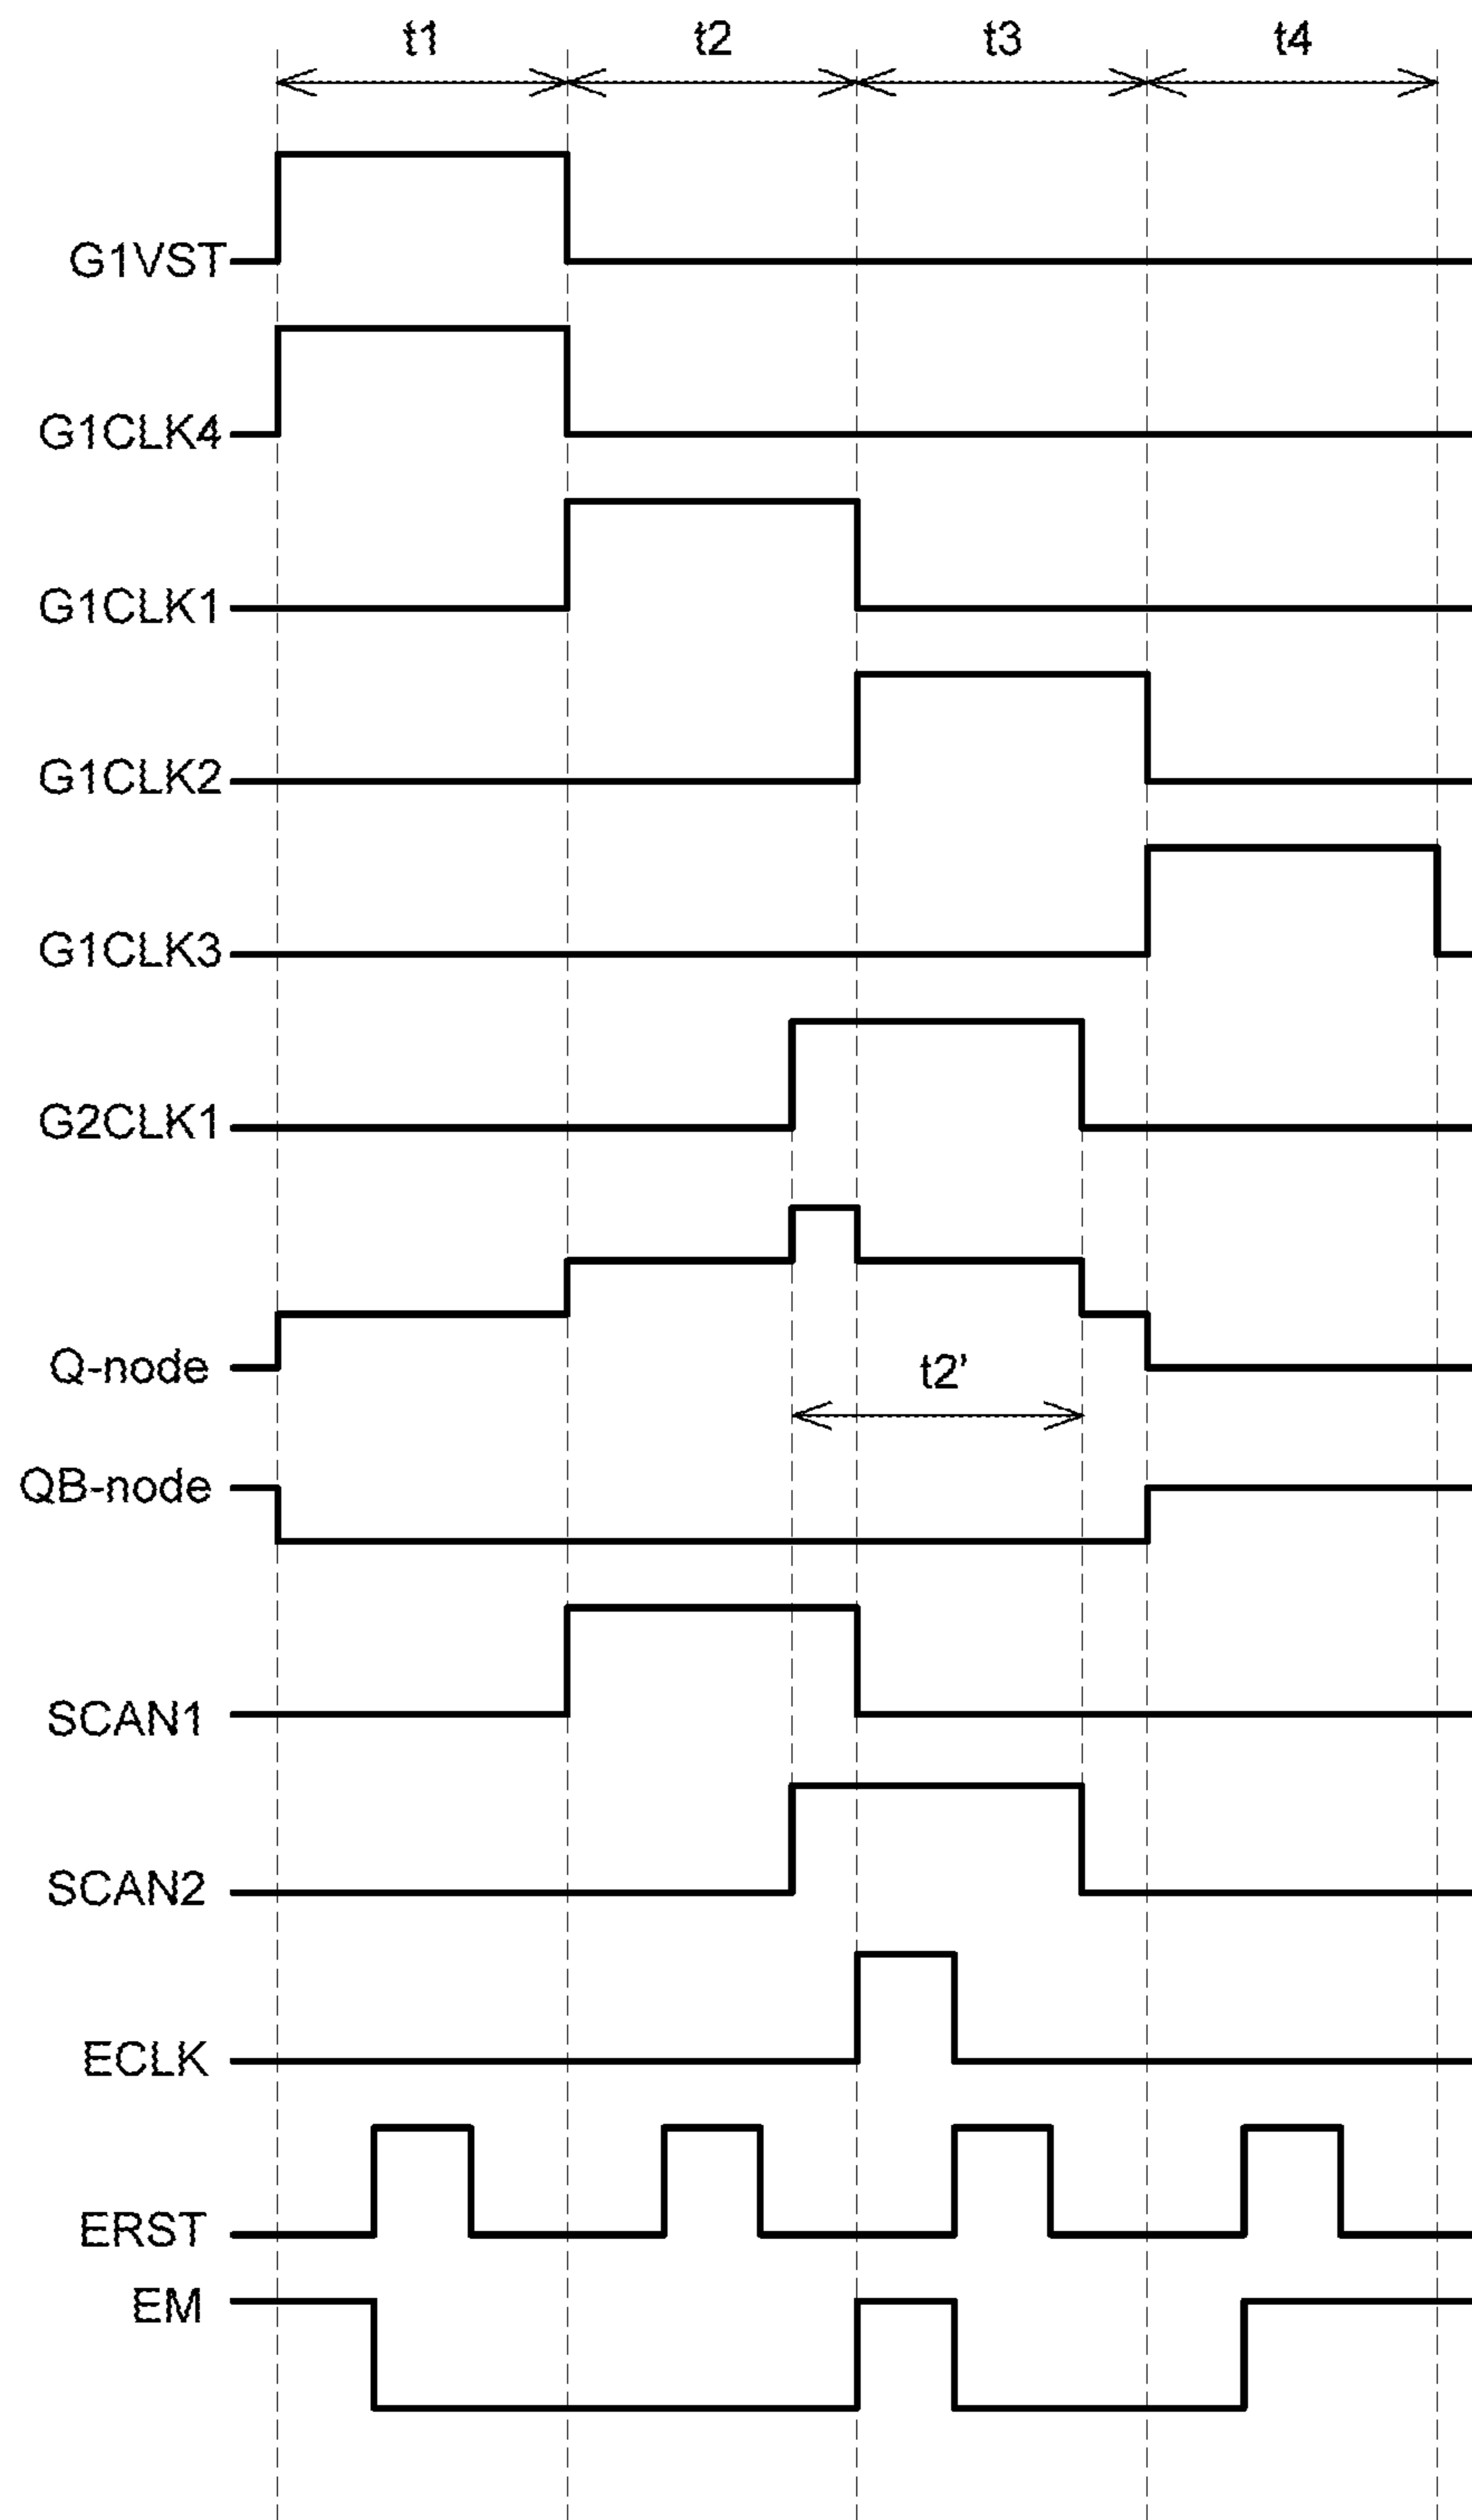 t1 t2 t3 t4
G1VST
G1CLK4
G1CLK1
G1CLK2
G1CLK3
G2CLK1
Q-node
t2'
QB-node
SCAN1
SCAN2
ECLK
ERST
EM